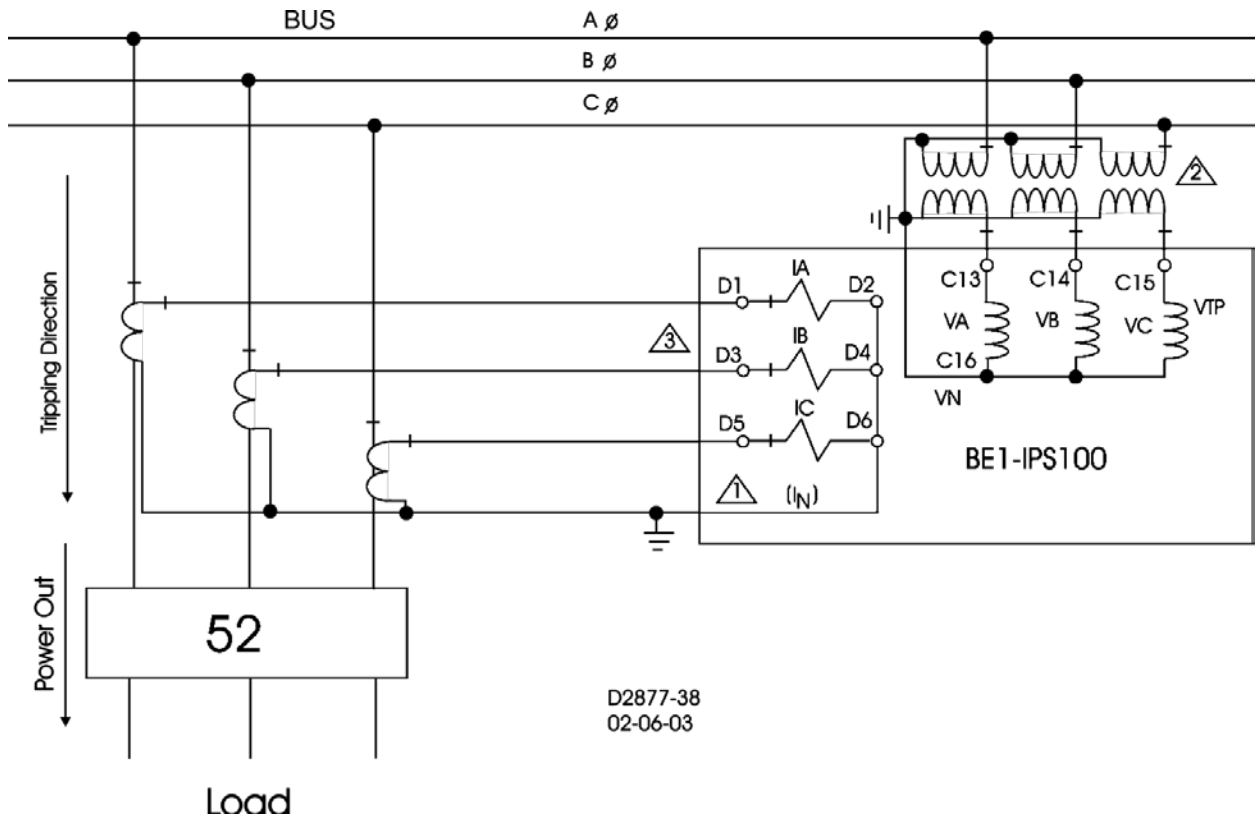 BUS
A ø
B ø
C ø
2
Tripping Direction
D1
IA
D2
C13
C14
C15
VTP
VA
VB
VC
3
D3
IB
D4
C16
VN
D5
IC
D6
BE1-IPS100
1
(IN)
Power Out
52
D2877-38
02-06-03
Load